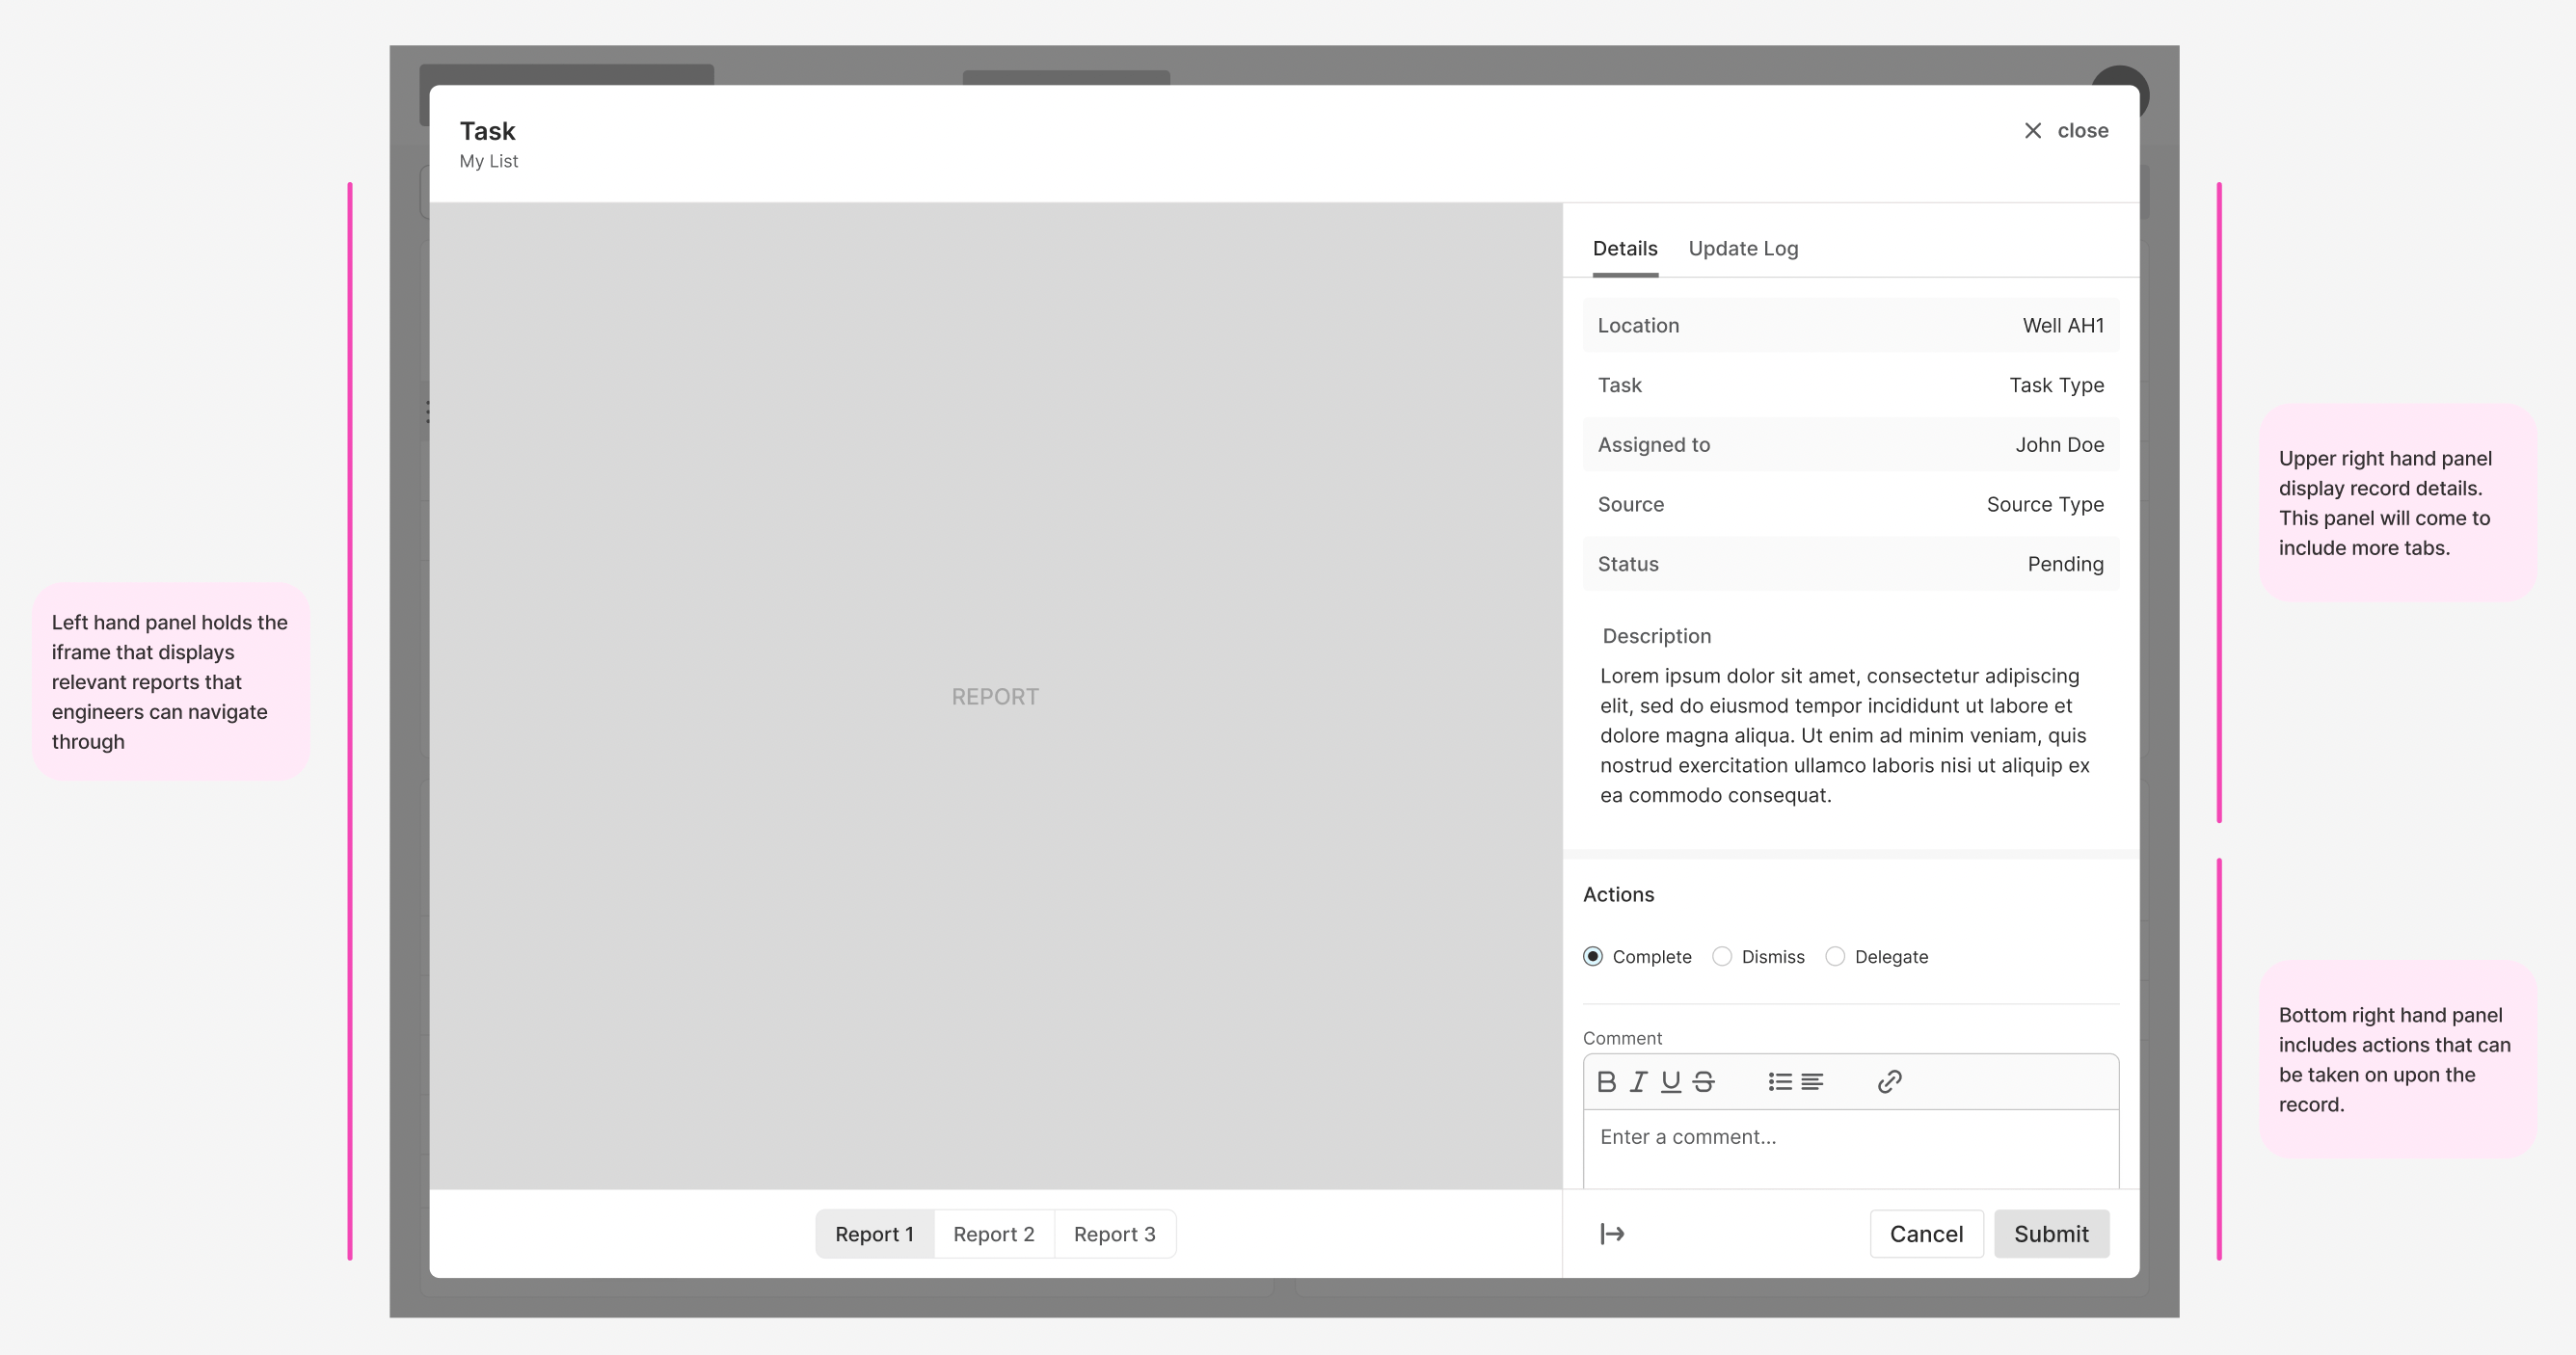 Task
My List
close
Left hand panel holds the
iframe that displays
relevant reports that
engineers can navigate
through
REPORT
Report 1
Report 2
Report 3
Details
Update Log
Location
Well AH1
Task
Task Type
Assigned to
John Doe
Source
Source Type
Status
Pending
Description
Lorem ipsum dolor sit amet, consectetur adipiscing
elit, sed do eiusmod tempor incididunt ut labore et
dolore magna aliqua. Ut enim ad minim veniam, quis
nostrud exercitation ullamco laboris nisi ut aliquip ex
ea commodo consequat.
Actions
Complete
Dismiss
Delegate
Comment
B I U S
Enter a comment...
Cancel
Submit
Upper right hand panel
display record details.
This panel will come to
include more tabs.
Bottom right hand panel
includes actions that can
be taken on upon the
record.